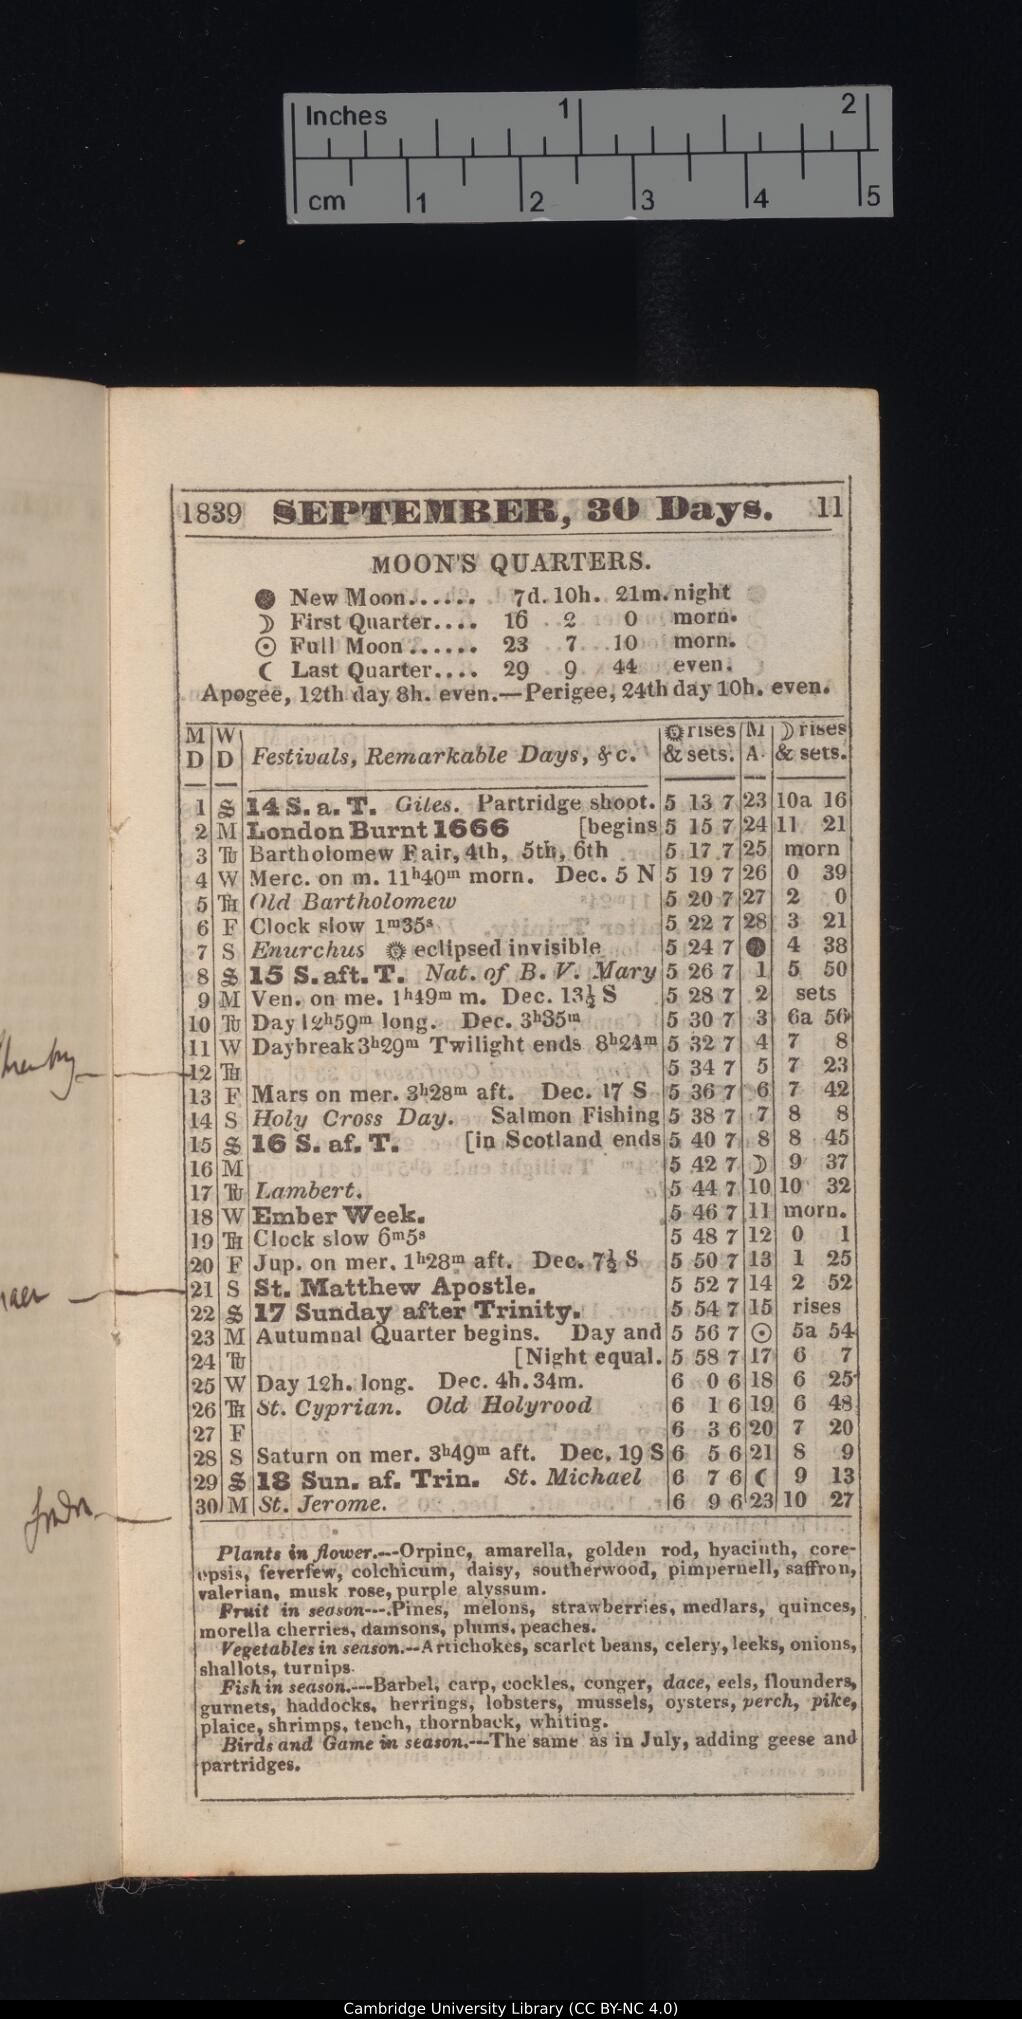 Inches 1 2
cm 1 2 3 4 5
1839 SEPTEMBER, 30 Days. 11
MOON'S QUARTERS.
New Moon...... 7d. 10h. 21m. night
☽ First Quarter.... 16 2 0 morn.
☉ Full Moon...... 23 7 10 morn.
☾ Last Quarter.... 29 9 44 even.
Apogee, 12th day 8h. even.—Perigee, 24th day 10h. even.
M W rises M ☽ rises
D D Festivals, Remarkable Days, &c. & sets. A. & sets.
1 S 14 S. a. T. Giles. Partridge shoot. 5 13 7 23 10a 16
2 M London Burnt 1666 [begins 5 15 7 24 11 21
3 Tu Bartholomew Fair, 4th, 5th, 6th 5 17 7 25 morn
4 W Merc. on m. 11h40m morn. Dec. 5 N 5 19 7 26 0 39
5 TH Old Bartholomew 5 20 7 27 2 0
6 F Clock slow 1m35s 5 22 7 28 3 21
7 S Enurchus eclipsed invisible 5 24 7 ● 4 38
8 S 15 S. aft. T. Nat. of B. V. Mary 5 26 7 1 5 50
9 M Ven. on me. 1h49m m. Dec. 13½ S 5 28 7 2 sets
10 Tu Day 12h59m long. Dec. 3h35m 5 30 7 3 6a 56
11 W Daybreak 3h29m Twilight ends 8h24m 5 32 7 4 7 8
12 TH 5 34 7 5 7 23
13 F Mars on mer. 3h28m aft. Dec. 17 S 5 36 7 6 7 42
14 S Holy Cross Day. Salmon Fishing 5 38 7 7 8 8
15 S 16 S. af. T. [in Scotland ends 5 40 7 8 8 45
16 M 5 42 7 ☽ 9 37
17 Tu Lambert. 5 44 7 10 10 32
18 W Ember Week. 5 46 7 11 morn.
19 TH Clock slow 6m5s 5 48 7 12 0 1
20 F Jup. on mer. 1h28m aft. Dec. 7½ S 5 50 7 13 1 25
21 S St. Matthew Apostle. 5 52 7 14 2 52
22 S 17 Sunday after Trinity. 5 54 7 15 rises
23 M Autumnal Quarter begins. Day and 5 56 7 ☉ 5a 54
24 Tu [Night equal. 5 58 7 17 6 7
25 W Day 12h. long. Dec. 4h. 34m. 6 0 6 18 6 25
26 TH St. Cyprian. Old Holyrood 6 1 6 19 6 48
27 F 6 3 6 20 7 20
28 S Saturn on mer. 3h49m aft. Dec. 19 S 6 5 6 21 8 9
29 S 18 Sun. af. Trin. St. Michael 6 7 6 ☾ 9 13
30 M St. Jerome. 6 9 6 23 10 27
Plants in flower.---Orpine, amarella, golden rod, hyacinth, core-
opsis, feverfew, colchicum, daisy, southerwood, pimpernell, saffron,
valerian, musk rose, purple alyssum.
Fruit in season---.Pines, melons, strawberries, medlars, quinces,
morella cherries, damsons, plums, peaches.
Vegetables in season.--Artichokes, scarlet beans, celery, leeks, onions,
shallots, turnips.
Fish in season.---Barbel, carp, cockles, conger, dace, eels, flounders,
gurnets, haddocks, herrings, lobsters, mussels, oysters, perch, pike,
plaice, shrimps, tench, thornback, whiting.
Birds and Game in season.---The same as in July, adding geese and
partridges.
Cambridge University Library (CC BY-NC 4.0)